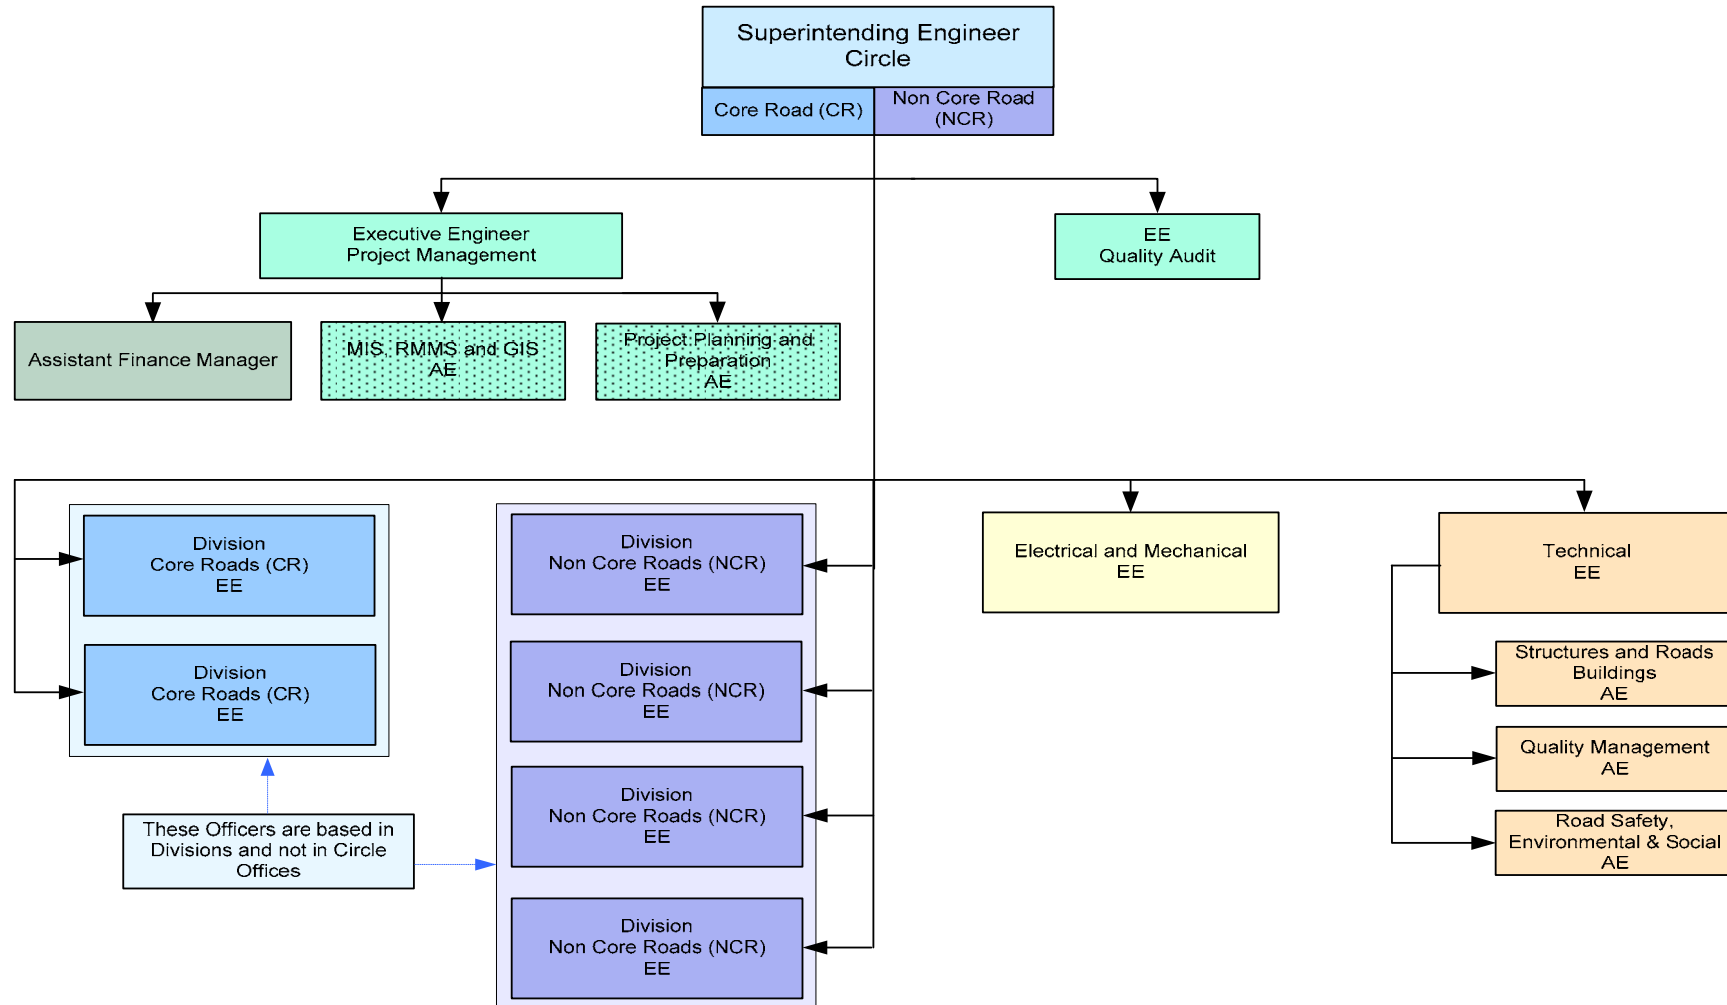 Superintending Engineer
Circle
Core Road (CR)
Non Core Road
(NCR)
Executive Engineer
Project Management
EE
Quality Audit
Assistant Finance Manager
MIS, RMMS and GIS
AE
Project Planning and
Preparation
AE
Division
Core Roads (CR)
EE
Division
Core Roads (CR)
EE
These Officers are based in
Divisions and not in Circle
Offices
Division
Non Core Roads (NCR)
EE
Division
Non Core Roads (NCR)
EE
Division
Non Core Roads (NCR)
EE
Division
Non Core Roads (NCR)
EE
Electrical and Mechanical
EE
Technical
EE
Structures and Roads
Buildings
AE
Quality Management
AE
Road Safety,
Environmental & Social
AE